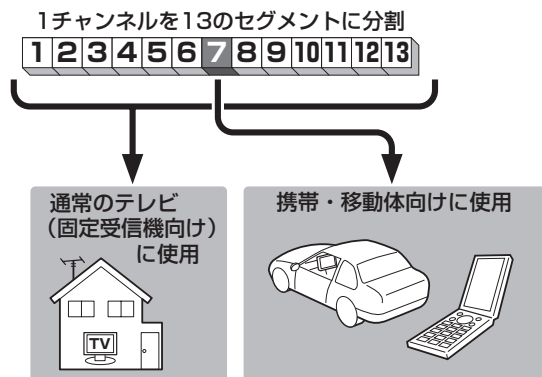 1チャンネルを13のセグメントに分割
1 2 3 4 5 6 7 8 9 10 11 12 13
通常のテレビ
(固定受信機向け)
に使用
携帯・移動体向けに使用
TV